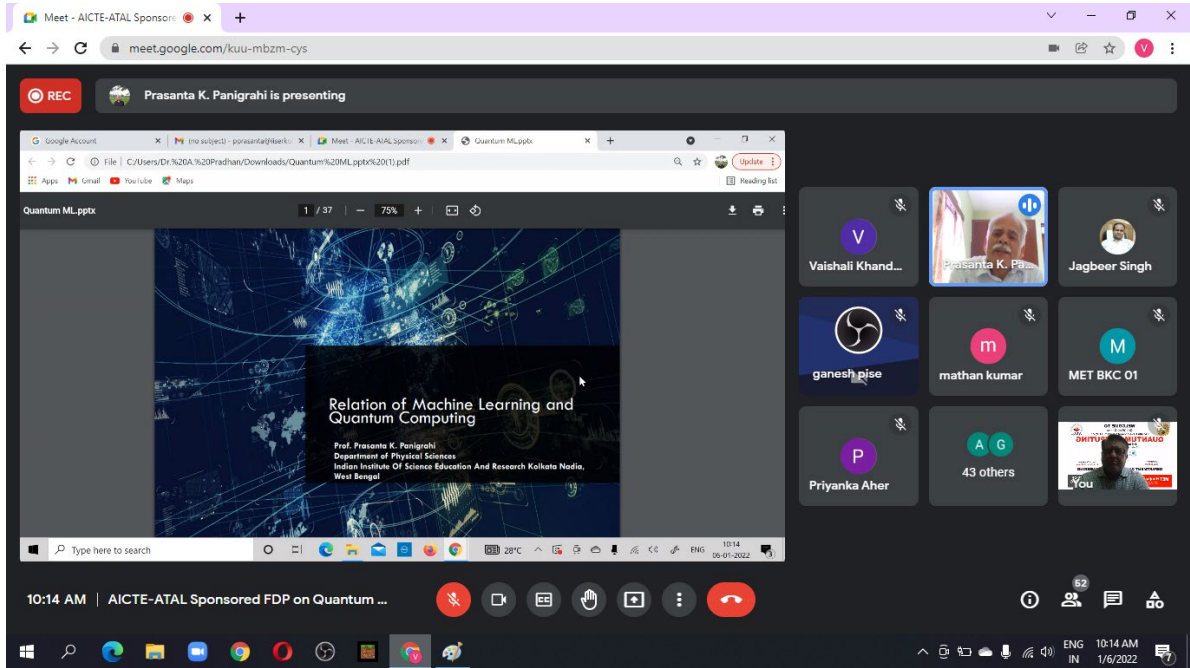 Meet - AICTE-ATAL Sponsore
meet.google.com/kuu-mbzm-cys
V
REC
Prasanta K. Panigrahi is presenting
Google Account
(no subject) - pprasanta@iiserko
Meet - AICTE-ATAL Sponsor
Quantum ML.pptx
File | C:/Users/Dr.%20A.%20Pradhan/Downloads/Quantum%20ML.pptx%20(1).pdf
Update
Apps Gmail YouTube Maps
Reading list
Quantum ML.pptx
1 / 37
75%
Relation of Machine Learning and
Quantum Computing
Prof. Prasanta K. Panigrahi
Department of Physical Sciences
Indian Institute Of Science Education And Research Kolkata Nadia,
West Bengal
Type here to search
28°C
ENG
10:14
06-01-2022
V
Vaishali Khand...
Prasanta K. Pa...
Jagbeer Singh
ganesh pise
m
mathan kumar
M
MET BKC 01
P
Priyanka Aher
A G
43 others
You
10:14 AM | AICTE-ATAL Sponsored FDP on Quantum ...
52
ENG
IN
10:14 AM
1/6/2022
7